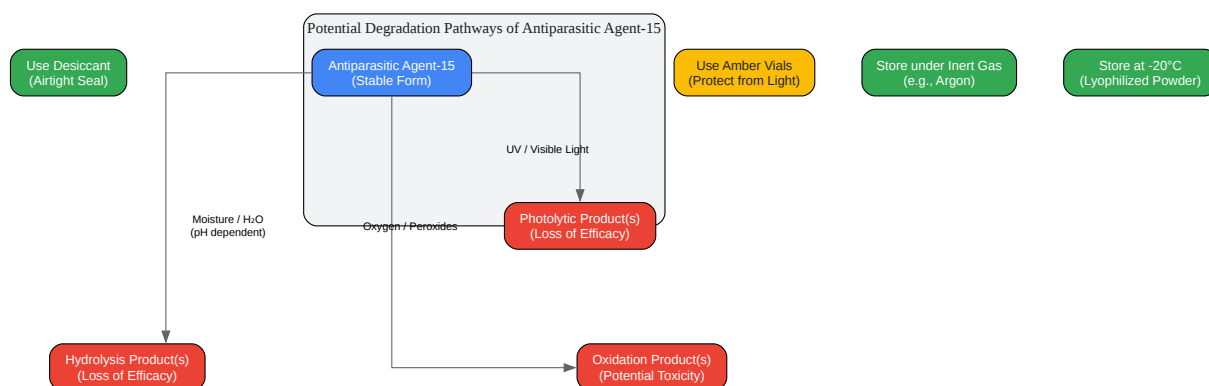 Potential Degradation Pathways of Antiparasitic Agent-15
Use Desiccant
(Airtight Seal)
Antiparasitic Agent-15
(Stable Form)
Use Amber Vials
(Protect from Light)
Store under Inert Gas
(e.g., Argon)
Store at -20°C
(Lyophilized Powder)
UV / Visible Light
Moisture / H₂O
(pH dependent)
Oxygen / Peroxides
Photolytic Product(s)
(Loss of Efficacy)
Hydrolysis Product(s)
(Loss of Efficacy)
Oxidation Product(s)
(Potential Toxicity)